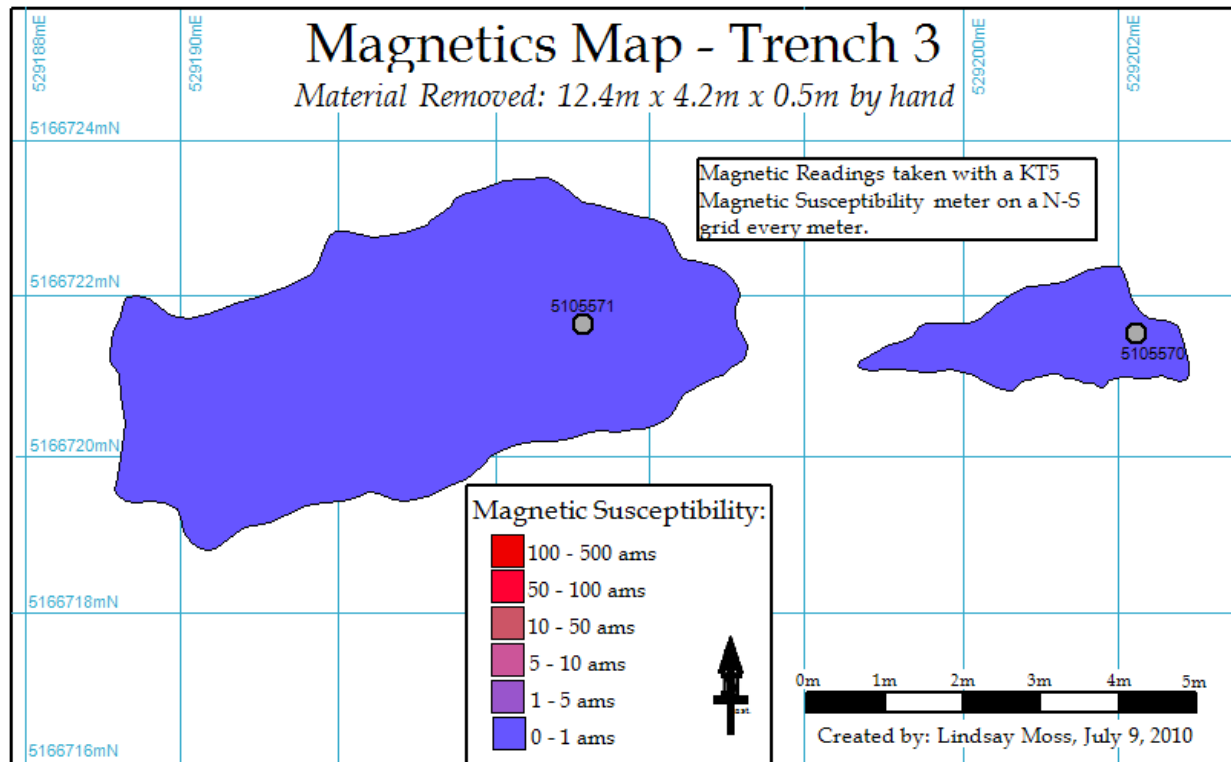 529188mE
529190mE
529200mE
529202mE
Magnetics Map - Trench 3
Material Removed: 12.4m x 4.2m x 0.5m by hand
5166724mN
Magnetic Readings taken with a KT5
Magnetic Susceptibility meter on a N-S
grid every meter.
5166722mN
5105571
5105570
5166720mN
Magnetic Susceptibility:
100 - 500 ams
50 - 100 ams
10 - 50 ams
5 - 10 ams
1 - 5 ams
0 - 1 ams
5166718mN
0m 1m 2m 3m 4m 5m
Created by: Lindsay Moss, July 9, 2010
5166716mN